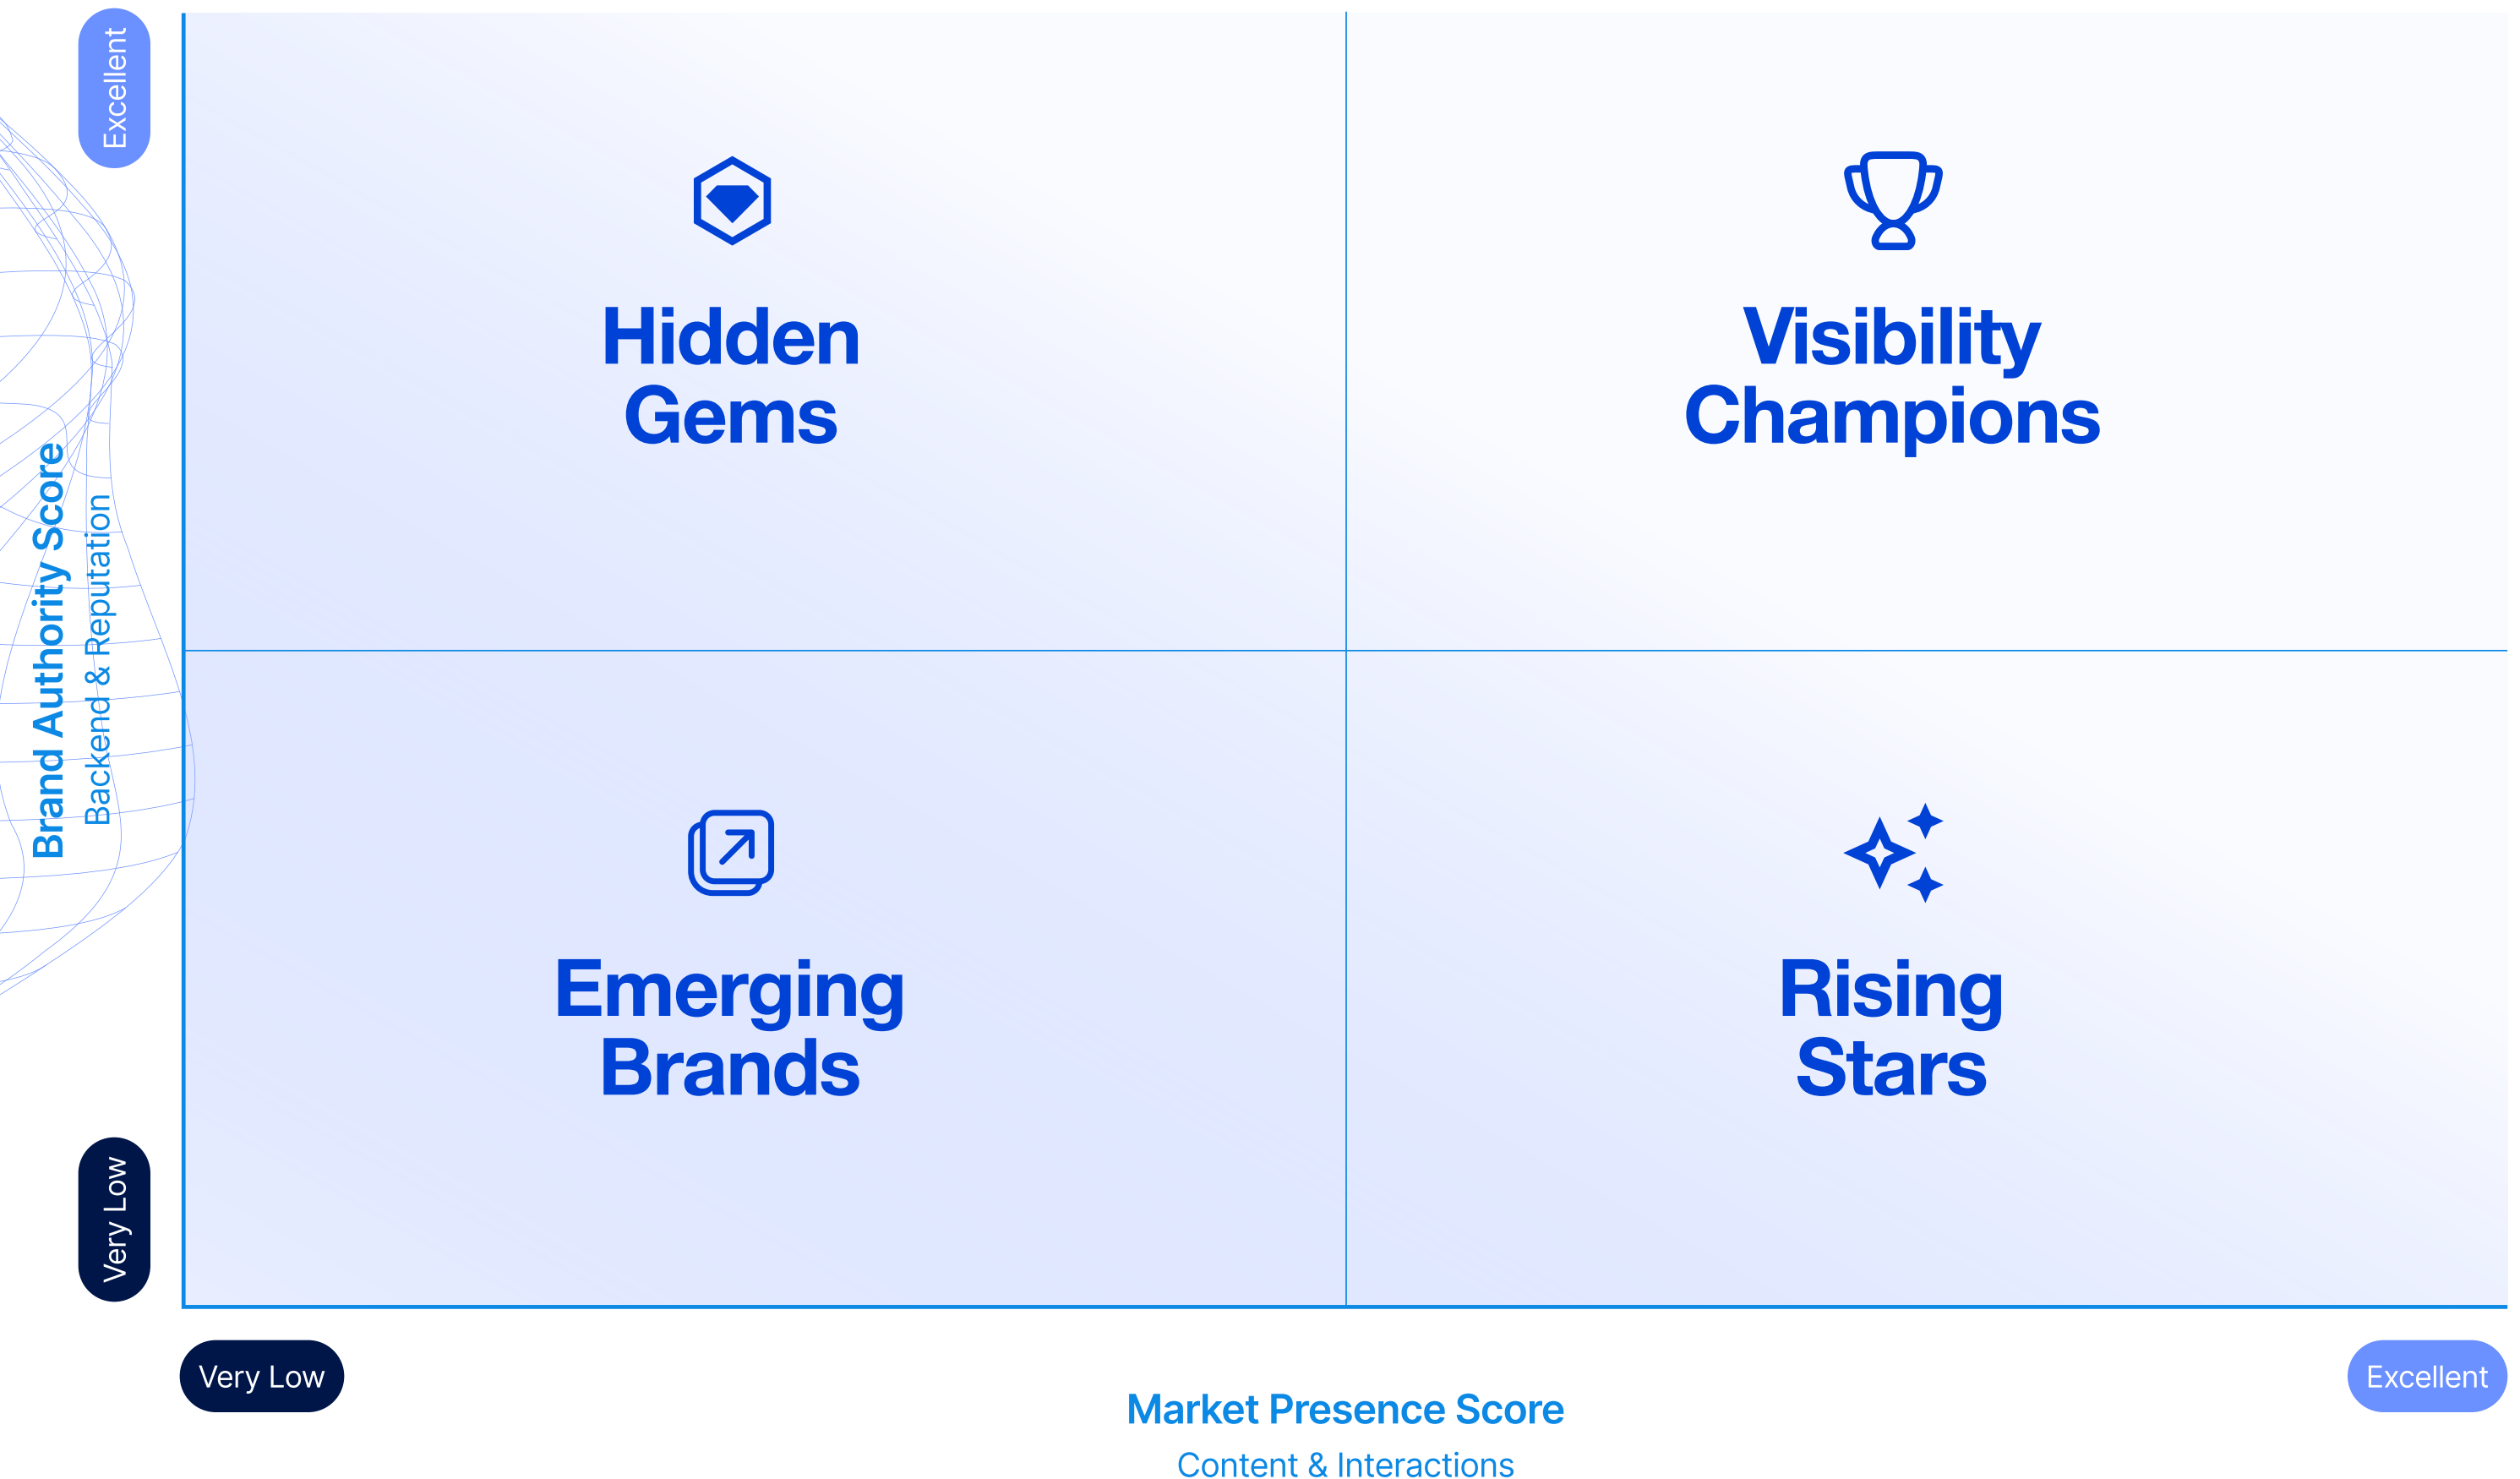 Excellent
Hidden
Gems
Visibility
Champions
Brand Authority Score
Backend & Reputation
Emerging
Brands
Rising
Stars
Very Low
Very Low
Excellent
Market Presence Score
Content & Interactions